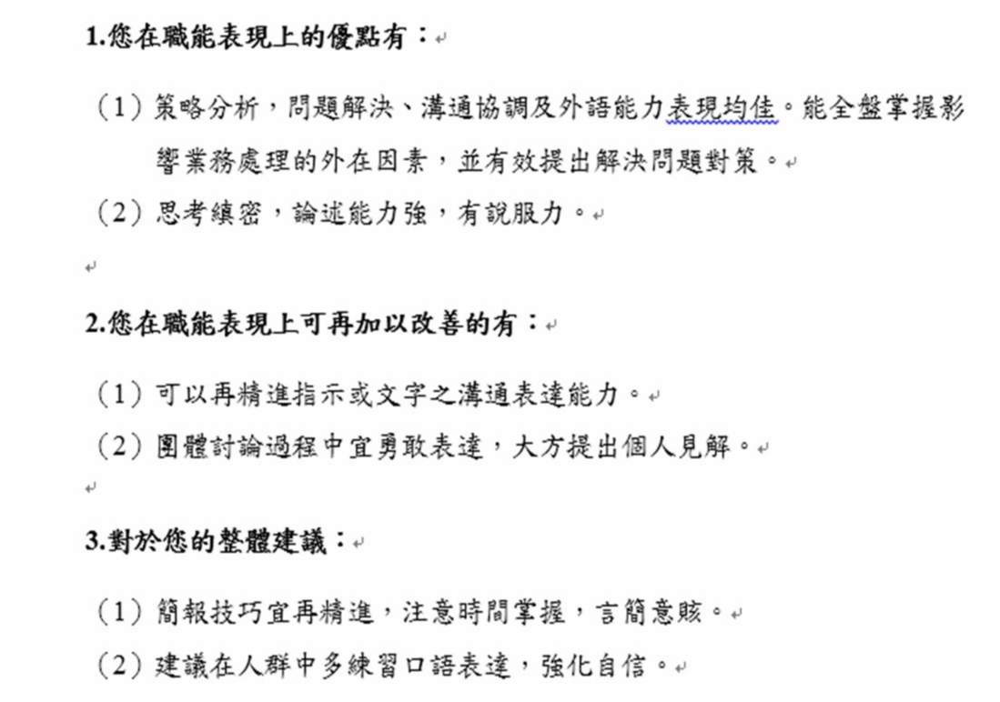 1.您在職能表現上的優點有：
（1）策略分析，問題解決、溝通協調及外語能力表現均佳。能全盤掌握影
響業務處理的外在因素，並有效提出解決問題對策。
（2）思考縝密，論述能力強，有說服力。
2.您在職能表現上可再加以改善的有：
（1）可以再精進指示或文字之溝通表達能力。
（2）團體討論過程中宜勇敢表達，大方提出個人見解。
3.對於您的整體建議：
（1）簡報技巧宜再精進，注意時間掌握，言簡意賅。
（2）建議在人群中多練習口語表達，強化自信。